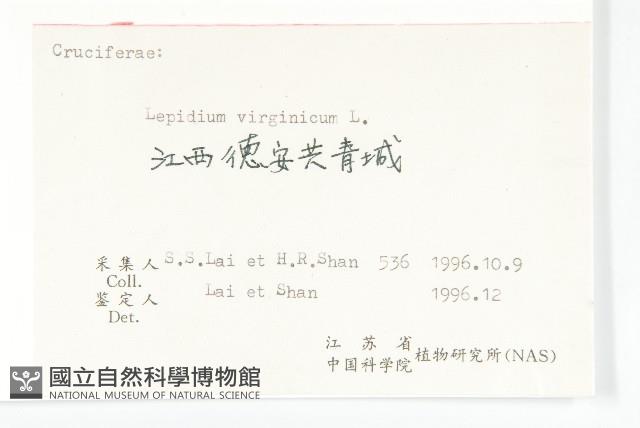 Cruciferae:
Lepidium virginicum L.
江西德安共青城
采集人 S.S.Lai et H.R.Shan 536 1996.10.9
Coll.
鉴定人 Lai et Shan 1996.12
Det.
江苏省
中国科学院 植物研究所(NAS)
國立自然科學博物館
NATIONAL MUSEUM OF NATURAL SCIENCE